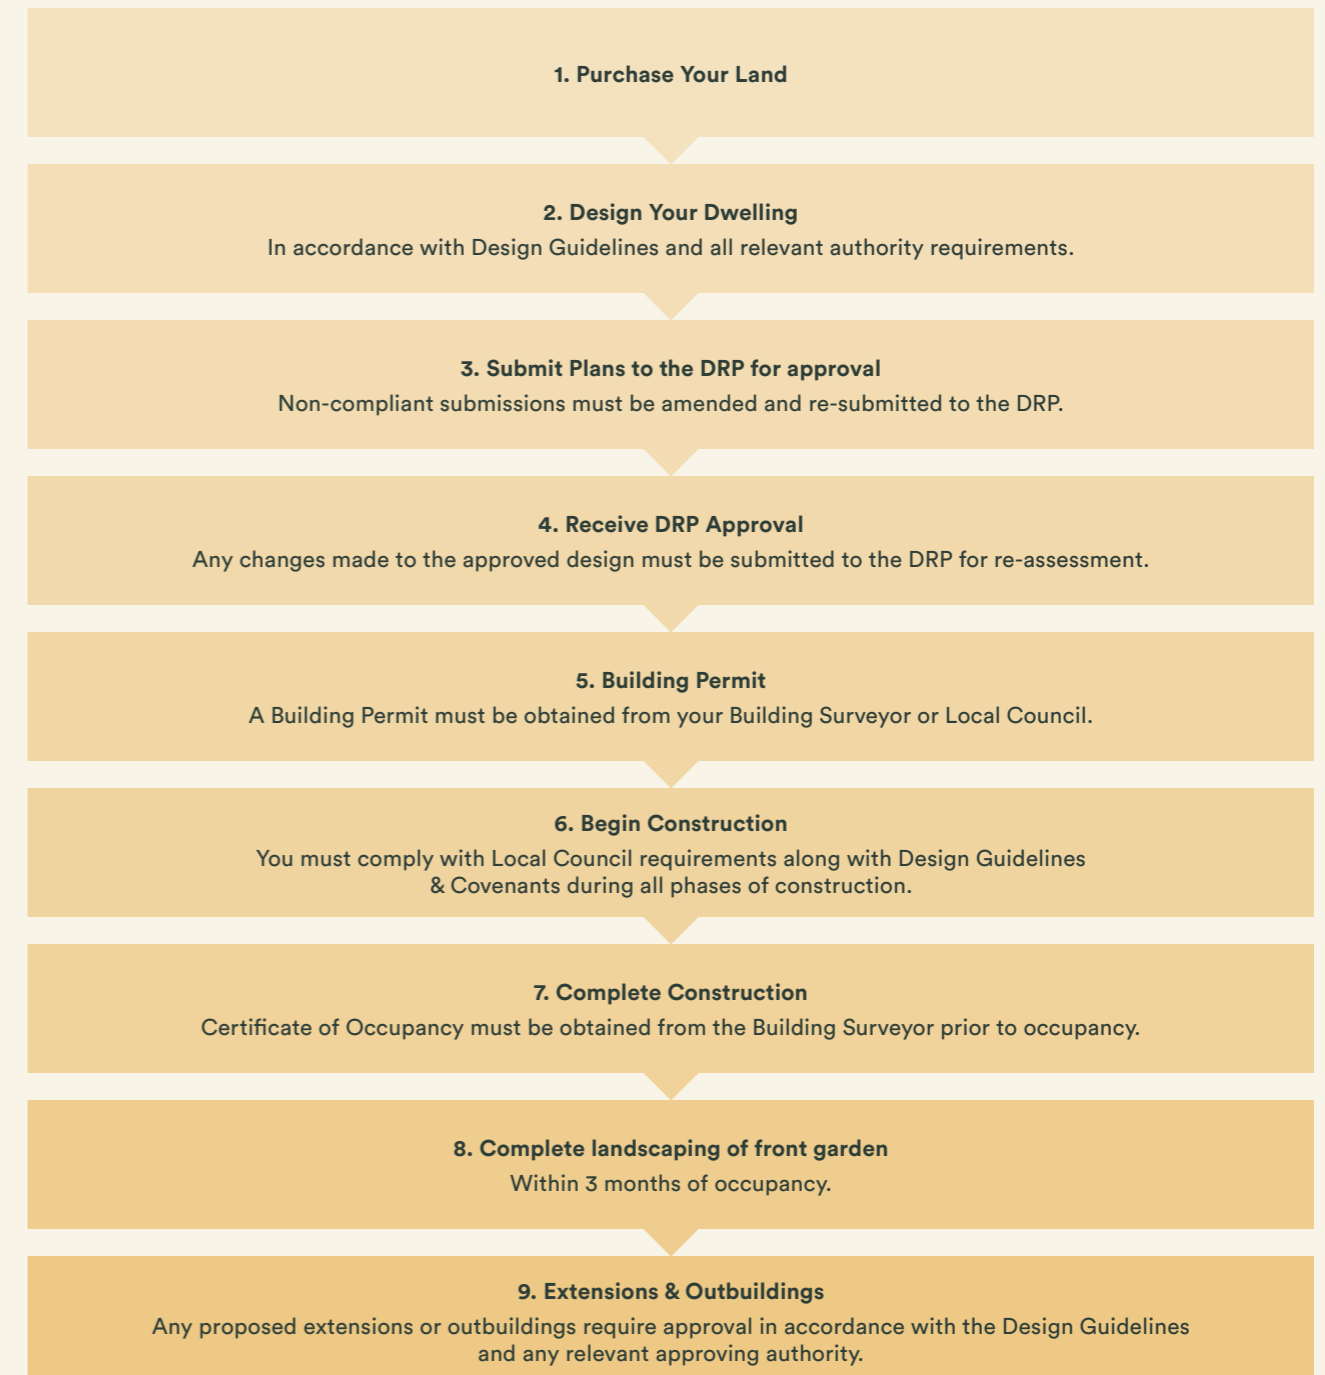 1. Purchase Your Land
2. Design Your Dwelling
In accordance with Design Guidelines and all relevant authority requirements.
3. Submit Plans to the DRP for approval
Non-compliant submissions must be amended and re-submitted to the DRP.
4. Receive DRP Approval
Any changes made to the approved design must be submitted to the DRP for re-assessment.
5. Building Permit
A Building Permit must be obtained from your Building Surveyor or Local Council.
6. Begin Construction
You must comply with Local Council requirements along with Design Guidelines
& Covenants during all phases of construction.
7. Complete Construction
Certificate of Occupancy must be obtained from the Building Surveyor prior to occupancy.
8. Complete landscaping of front garden
Within 3 months of occupancy.
9. Extensions & Outbuildings
Any proposed extensions or outbuildings require approval in accordance with the Design Guidelines
and any relevant approving authority.